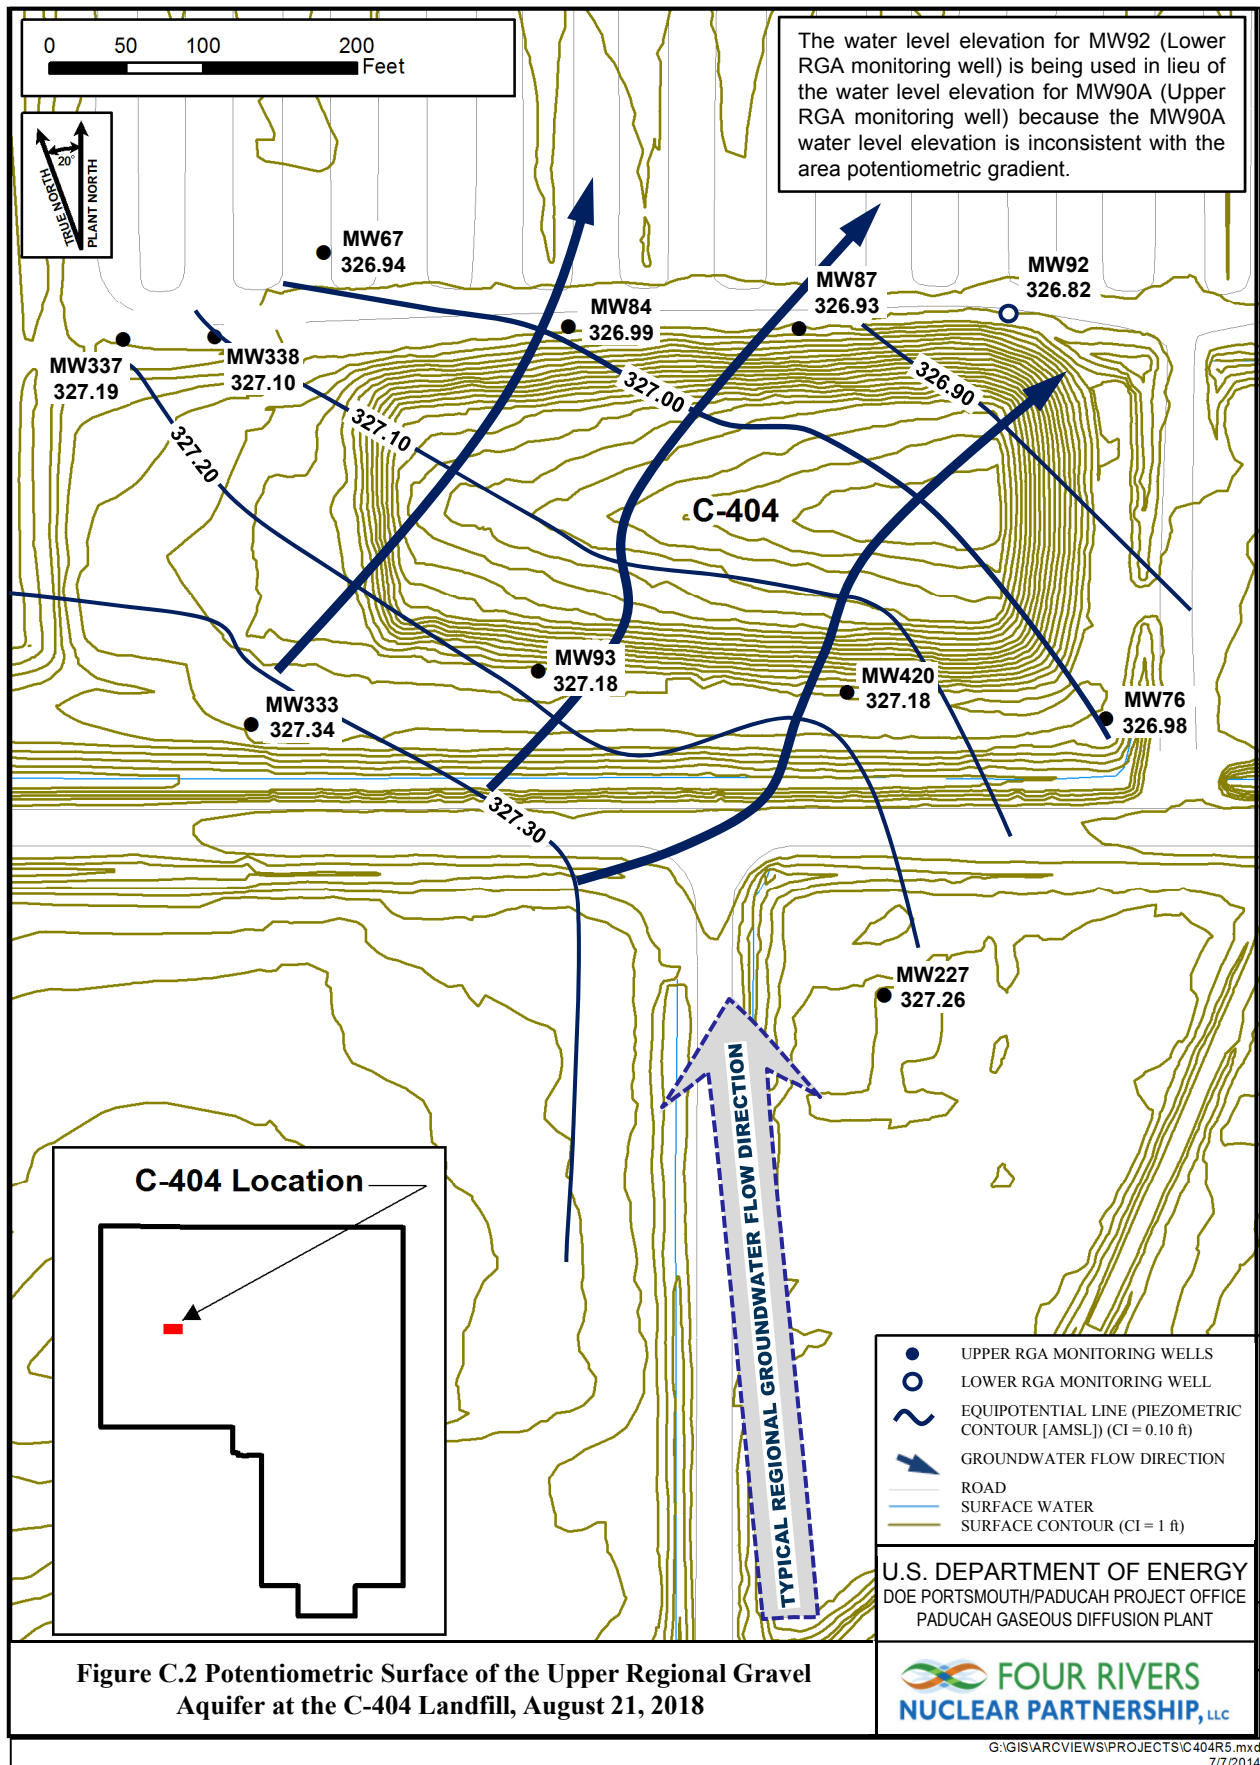 0 50 100 200
Feet
The water level elevation for MW92 (Lower
RGA monitoring well) is being used in lieu of
the water level elevation for MW90A (Upper
RGA monitoring well) because the MW90A
water level elevation is inconsistent with the
area potentiometric gradient.
20°
TRUE NORTH
PLANT NORTH
MW67
326.94
MW92
326.82
MW87
326.93
MW84
326.99
MW338
327.10
MW337
327.19
327.00
326.90
327.10
327.20
C-404
MW93
327.18
MW420
327.18
MW76
326.98
MW333
327.34
327.30
MW227
327.26
TYPICAL REGIONAL GROUNDWATER FLOW DIRECTION
C-404 Location
UPPER RGA MONITORING WELLS
LOWER RGA MONITORING WELL
EQUIPOTENTIAL LINE (PIEZOMETRIC
CONTOUR [AMSL]) (CI = 0.10 ft)
GROUNDWATER FLOW DIRECTION
ROAD
SURFACE WATER
SURFACE CONTOUR (CI = 1 ft)
U.S. DEPARTMENT OF ENERGY
DOE PORTSMOUTH/PADUCAH PROJECT OFFICE
PADUCAH GASEOUS DIFFUSION PLANT
Figure C.2 Potentiometric Surface of the Upper Regional Gravel
Aquifer at the C-404 Landfill, August 21, 2018
FOUR RIVERS
NUCLEAR PARTNERSHIP, LLC
G:\GIS\ARCVIEWS\PROJECTS\C404R5.mxd
7/7/2014